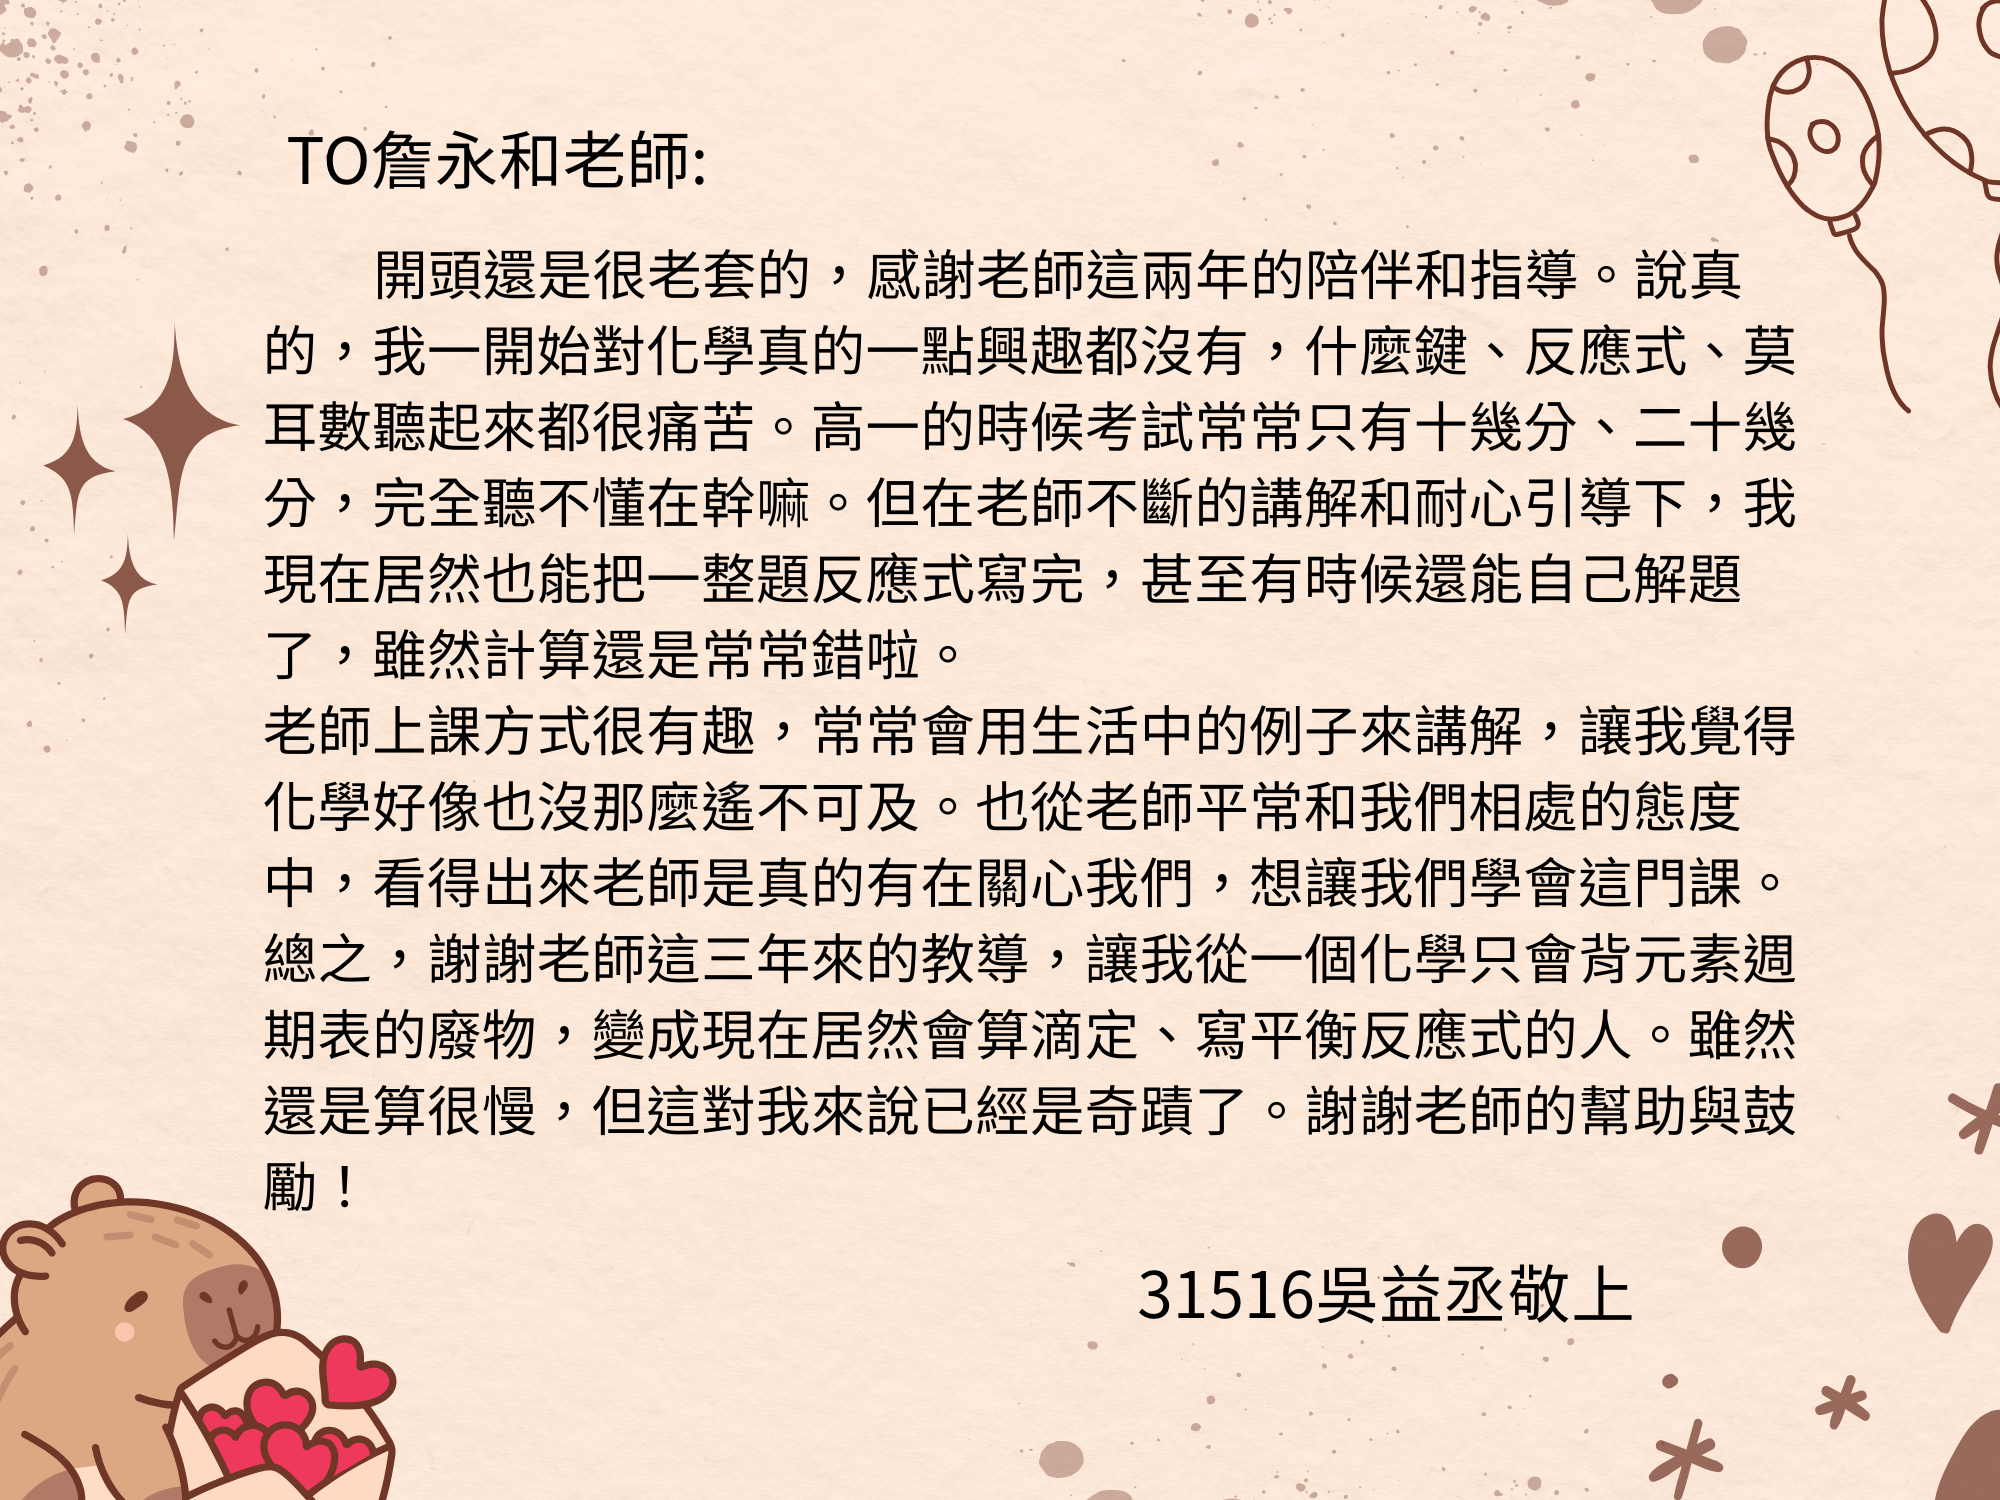 TO詹永和老師:
開頭還是很老套的，感謝老師這兩年的陪伴和指導。說真
的，我一開始對化學真的一點興趣都沒有，什麼鍵、反應式、莫
耳數聽起來都很痛苦。高一的時候考試常常只有十幾分、二十幾
分，完全聽不懂在幹嘛。但在老師不斷的講解和耐心引導下，我
現在居然也能把一整題反應式寫完，甚至有時候還能自己解題
了，雖然計算還是常常錯啦。
老師上課方式很有趣，常常會用生活中的例子來講解，讓我覺得
化學好像也沒那麼遙不可及。也從老師平常和我們相處的態度
中，看得出來老師是真的有在關心我們，想讓我們學會這門課。
總之，謝謝老師這三年來的教導，讓我從一個化學只會背元素週
期表的廢物，變成現在居然會算滴定、寫平衡反應式的人。雖然
還是算很慢，但這對我來說已經是奇蹟了。謝謝老師的幫助與鼓
勵！
31516吳益丞敬上